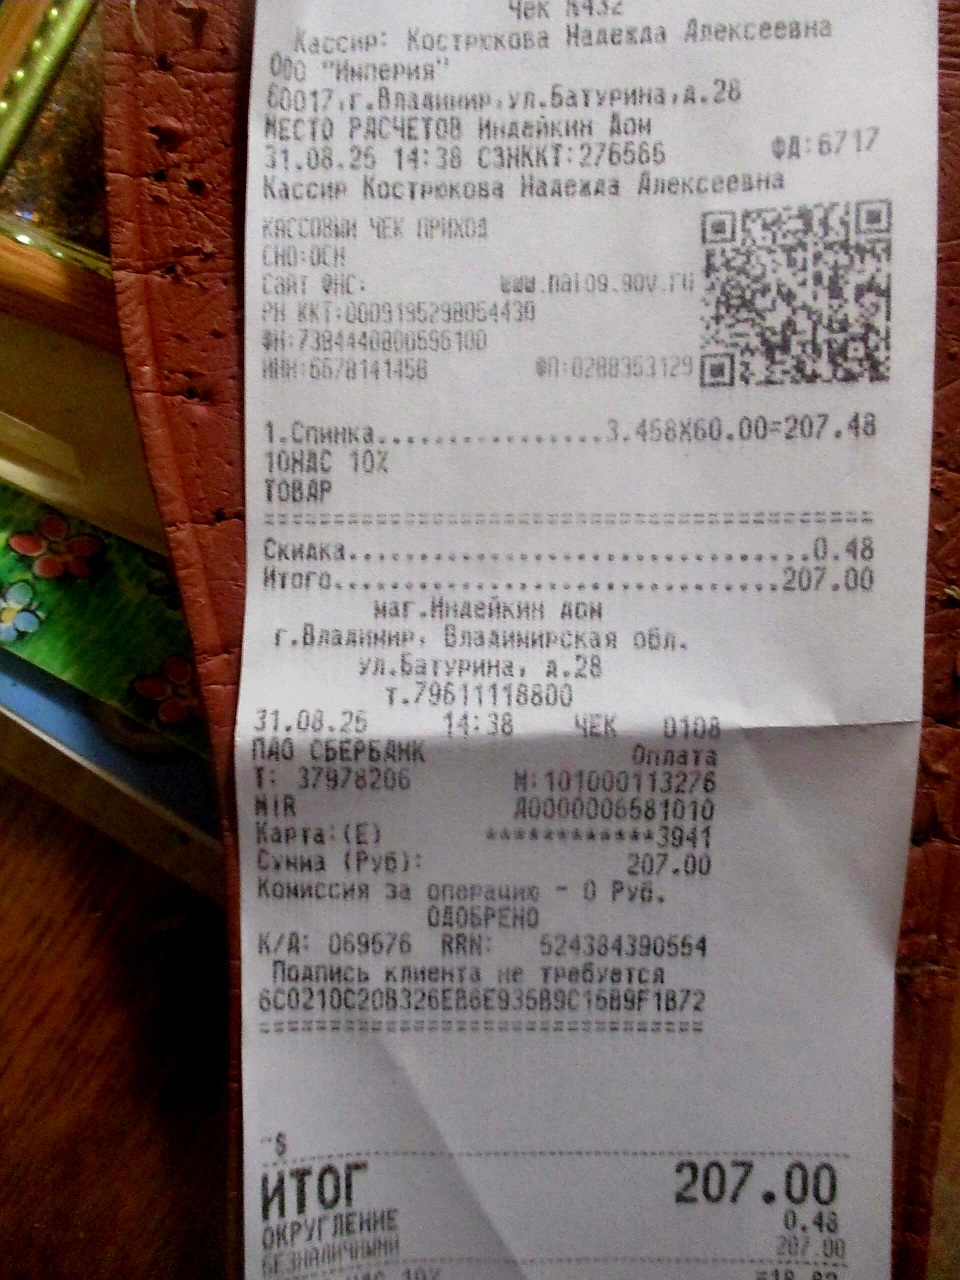 Чек №432
Кассир: Кострюкова Надежда Алексеевна
ООО "Империя"
60017,г.Владимир,ул.Батурина,д.28
МЕСТО РАСЧЕТОВ Индейкин Дом
31.08.25 14:38 СЗНККТ:276565 ФД:6717
Кассир Кострюкова Надежда Алексеевна
КАССОВЫЙ ЧЕК ПРИХОД
СНО:ОСН
Сайт ФНС: www.nalog.gov.ru
РН ККТ:0009195298054430
ФН:7384440800696100
ИНН:6678141458 ФП:0288353129
1.Спинка................3.458X60.00=207.48
10НДС 10%
ТОВАР
Скидка...............................0.48
Итого..............................207.00
маг.Индейкин дом
г.Владимир, Владимирская обл.
ул.Батурина, д.28
т.79611118800
31.08.25 14:38 ЧЕК 0108
ПАО СБЕРБАНК Оплата
Т: 37978206 М:101000113276
MIR A0000006581010
Карта:(E) ************3941
Сумма (Руб): 207.00
Комиссия за операцию - 0 Руб.
ОДОБРЕНО
К/А: 069676 RRN: 524384390554
Подпись клиента не требуется
6C0210C20B326EB6E935B9C15B9F1B72
~$
ИТОГ 207.00
ОКРУГЛЕНИЕ 0.48
БЕЗНАЛИЧНЫМИ 207.00